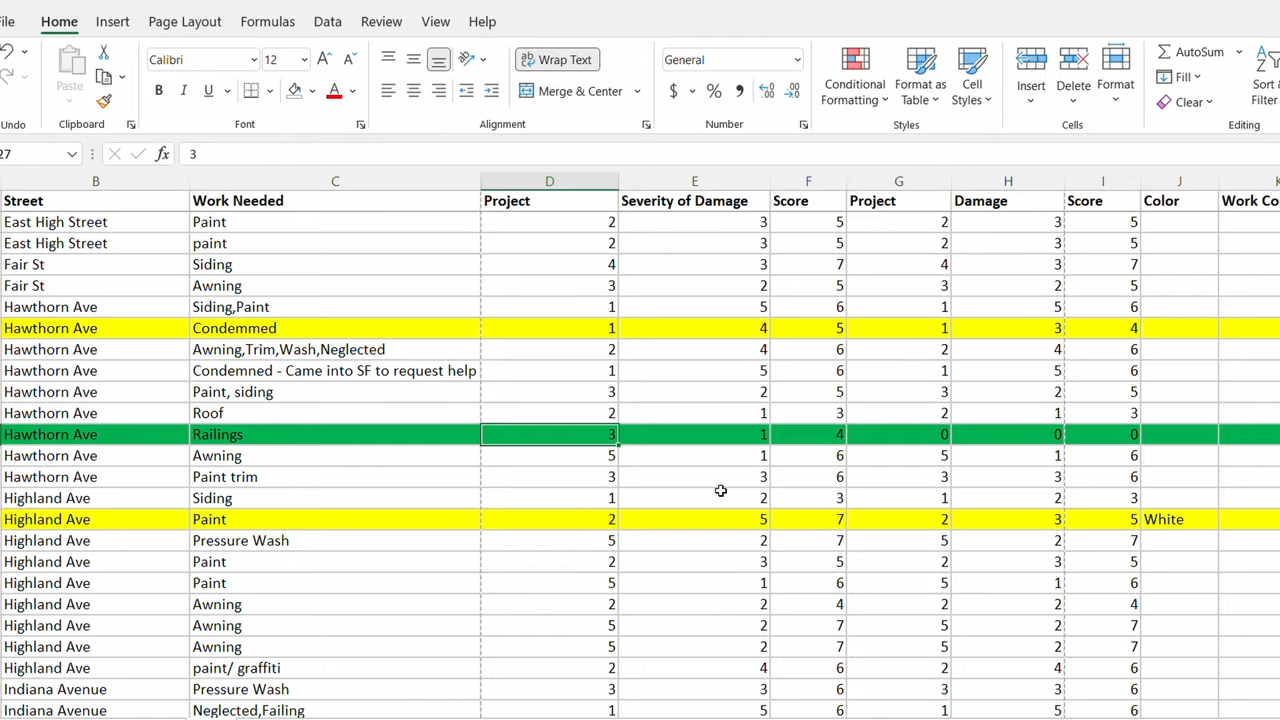 File Home Insert Page Layout Formulas Data Review View Help
Paste Calibri 12 A A Wrap Text General Conditional Formatting Format as Table Cell Styles Insert Delete Format AutoSum Fill Clear Sort & Filter
B I U A Merge & Center $ % 9
Undo Clipboard Font Alignment Number Styles Cells Editing
27 fx 3
B C D E F G H I J K
Street Work Needed Project Severity of Damage Score Project Damage Score Color Work Co
East High Street Paint 2 3 5 2 3 5
East High Street paint 2 3 5 2 3 5
Fair St Siding 4 3 7 4 3 7
Fair St Awning 3 2 5 3 2 5
Hawthorn Ave Siding,Paint 1 5 6 1 5 6
Hawthorn Ave Condemmed 1 4 5 1 3 4
Hawthorn Ave Awning,Trim,Wash,Neglected 2 4 6 2 4 6
Hawthorn Ave Condemned - Came into SF to request help 1 5 6 1 5 6
Hawthorn Ave Paint, siding 3 2 5 3 2 5
Hawthorn Ave Roof 2 1 3 2 1 3
Hawthorn Ave Railings 3 1 4 0 0 0
Hawthorn Ave Awning 5 1 6 5 1 6
Hawthorn Ave Paint trim 3 3 6 3 3 6
Highland Ave Siding 1 2 3 1 2 3
Highland Ave Paint 2 5 7 2 3 5 White
Highland Ave Pressure Wash 5 2 7 5 2 7
Highland Ave Paint 2 3 5 2 3 5
Highland Ave Paint 5 1 6 5 1 6
Highland Ave Awning 2 2 4 2 2 4
Highland Ave Awning 5 2 7 5 2 7
Highland Ave Awning 5 2 7 5 2 7
Highland Ave paint/ graffiti 2 4 6 2 4 6
Indiana Avenue Pressure Wash 3 3 6 3 3 6
Indiana Avenue Neglected,Failing 1 5 6 1 5 6